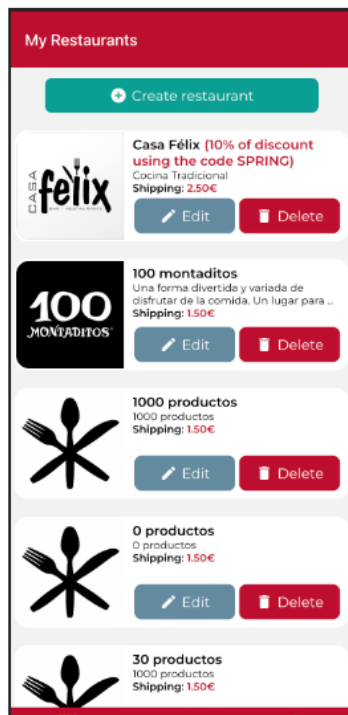 My Restaurants
Create restaurant
CASA
felix
Casa Félix (10% of discount
using the code SPRING)
Cocina Tradicional
Shipping: 2.50€
Edit
Delete
100
MONTADITOS
100 montaditos
Una forma divertida y variada de
disfrutar de la comida. Un lugar para ...
Shipping: 1.50€
Edit
Delete
1000 productos
1000 productos
Shipping: 1.50€
Edit
Delete
0 productos
0 productos
Shipping: 1.50€
Edit
Delete
30 productos
1000 productos
Shipping: 1.50€